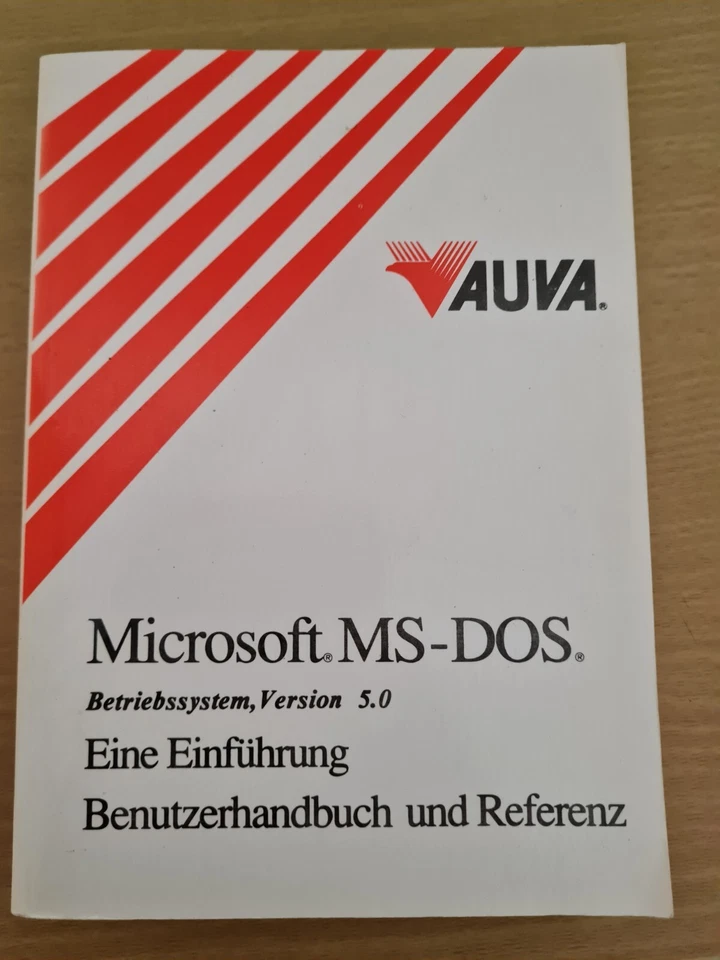 AUVA®
Microsoft® MS-DOS®
Betriebssystem, Version 5.0
Eine Einführung
Benutzerhandbuch und Referenz